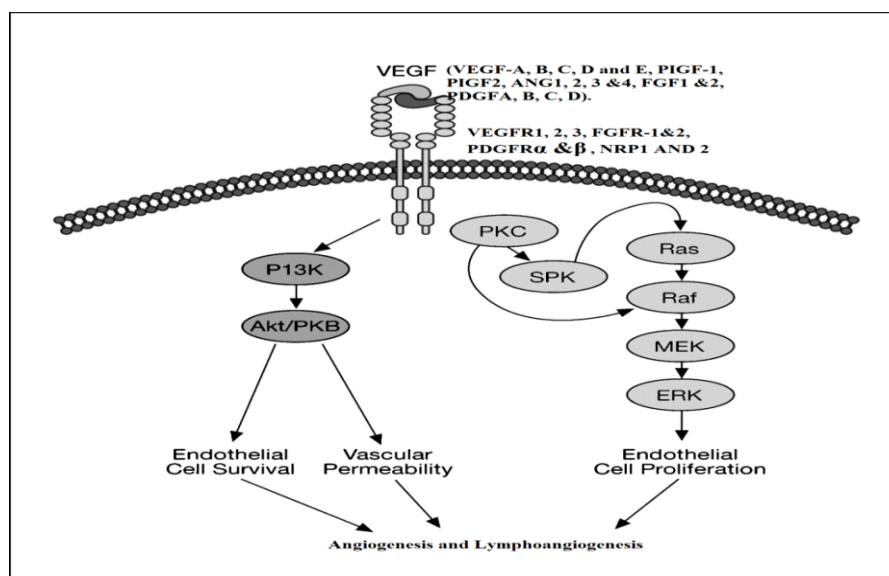 VEGF (VEGF-A, B, C, D and E, PIGF-1,
PIGF2, ANG1, 2, 3 &4, FGF1 &2,
PDGFA, B, C, D).
VEGFR1, 2, 3, FGFR-1&2,
PDGFRα &β, NRP1 AND 2
PKC
SPK
Ras
Raf
MEK
ERK
P13K
Akt/PKB
Endothelial
Cell Survival
Vascular
Permeability
Endothelial
Cell Proliferation
Angiogenesis and Lymphoangiogenesis